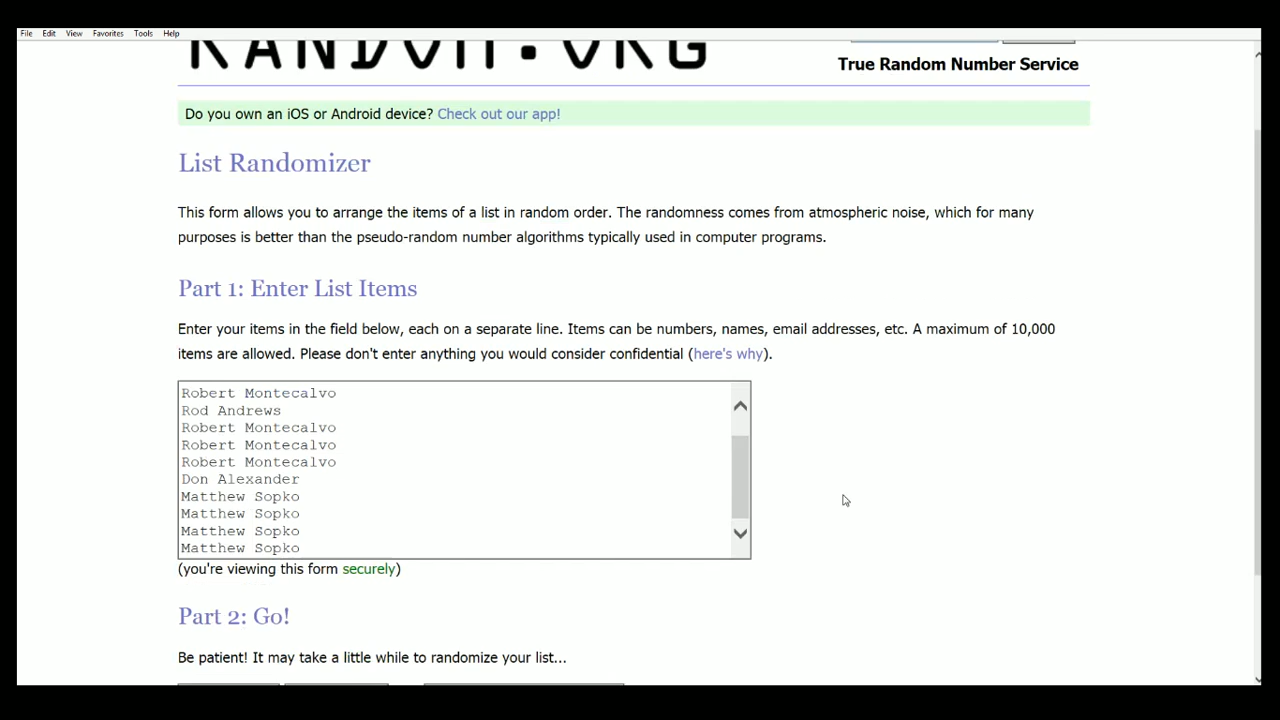 File Edit View Favorites Tools Help
RANDOM.ORG
True Random Number Service
Do you own an iOS or Android device? Check out our app!
List Randomizer
This form allows you to arrange the items of a list in random order. The randomness comes from atmospheric noise, which for many
purposes is better than the pseudo-random number algorithms typically used in computer programs.
Part 1: Enter List Items
Enter your items in the field below, each on a separate line. Items can be numbers, names, email addresses, etc. A maximum of 10,000
items are allowed. Please don't enter anything you would consider confidential (here's why).
Robert Montecalvo
Rod Andrews
Robert Montecalvo
Robert Montecalvo
Robert Montecalvo
Don Alexander
Matthew Sopko
Matthew Sopko
Matthew Sopko
Matthew Sopko
(you're viewing this form securely)
Part 2: Go!
Be patient! It may take a little while to randomize your list...